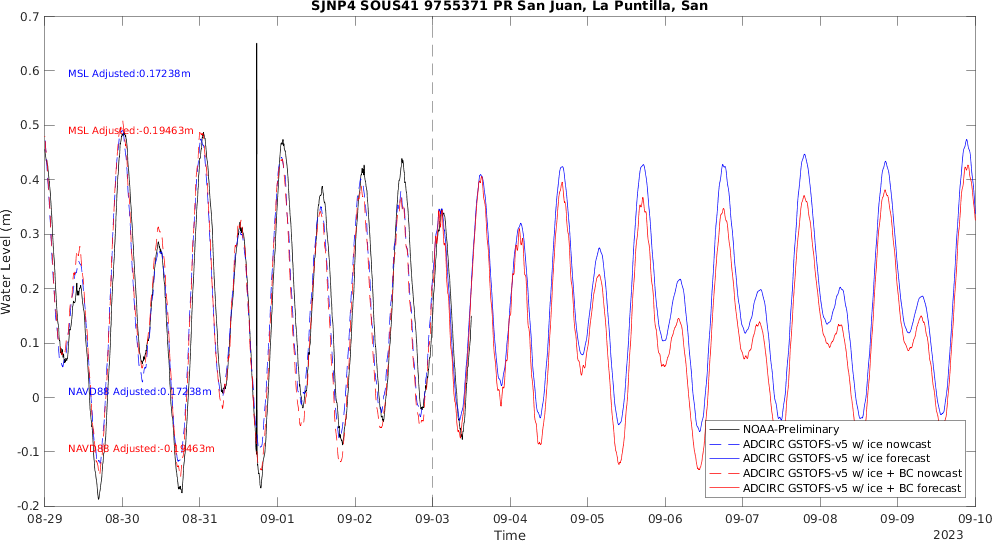 SJNP4 SOUS41 9755371 PR San Juan, La Puntilla, San
0.7
0.6
0.5
0.4
0.3
0.2
0.1
0
-0.1
-0.2
Water Level (m)
MSL Adjusted:0.17238m
MSL Adjusted:-0.19463m
NAVD88 Adjusted:0.17238m
NAVD88 Adjusted:-0.19463m
NOAA-Preliminary
ADCIRC GSTOFS-v5 w/ ice nowcast
ADCIRC GSTOFS-v5 w/ ice forecast
ADCIRC GSTOFS-v5 w/ ice + BC nowcast
ADCIRC GSTOFS-v5 w/ ice + BC forecast
08-29 08-30 08-31 09-01 09-02 09-03 09-04 09-05 09-06 09-07 09-08 09-09 09-10
Time
2023